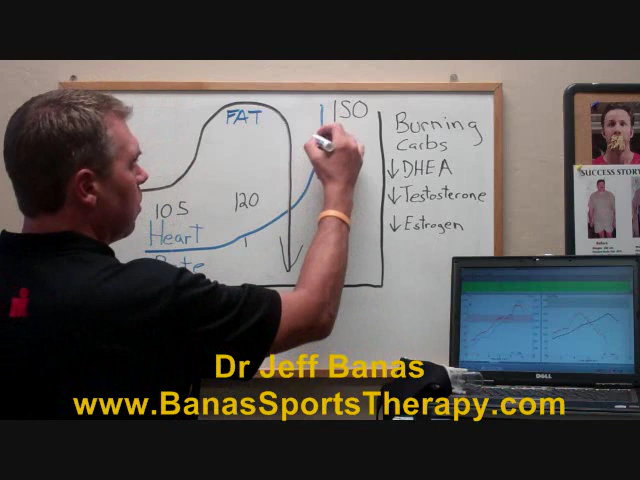 FAT
150
105
120
Heart
Rate
Burning
Carbs
↓ DHEA
↓ Testosterone
↓ Estrogen
SUCCESS STORY
DELL
Dr Jeff Banas
www.BanasSportsTherapy.com